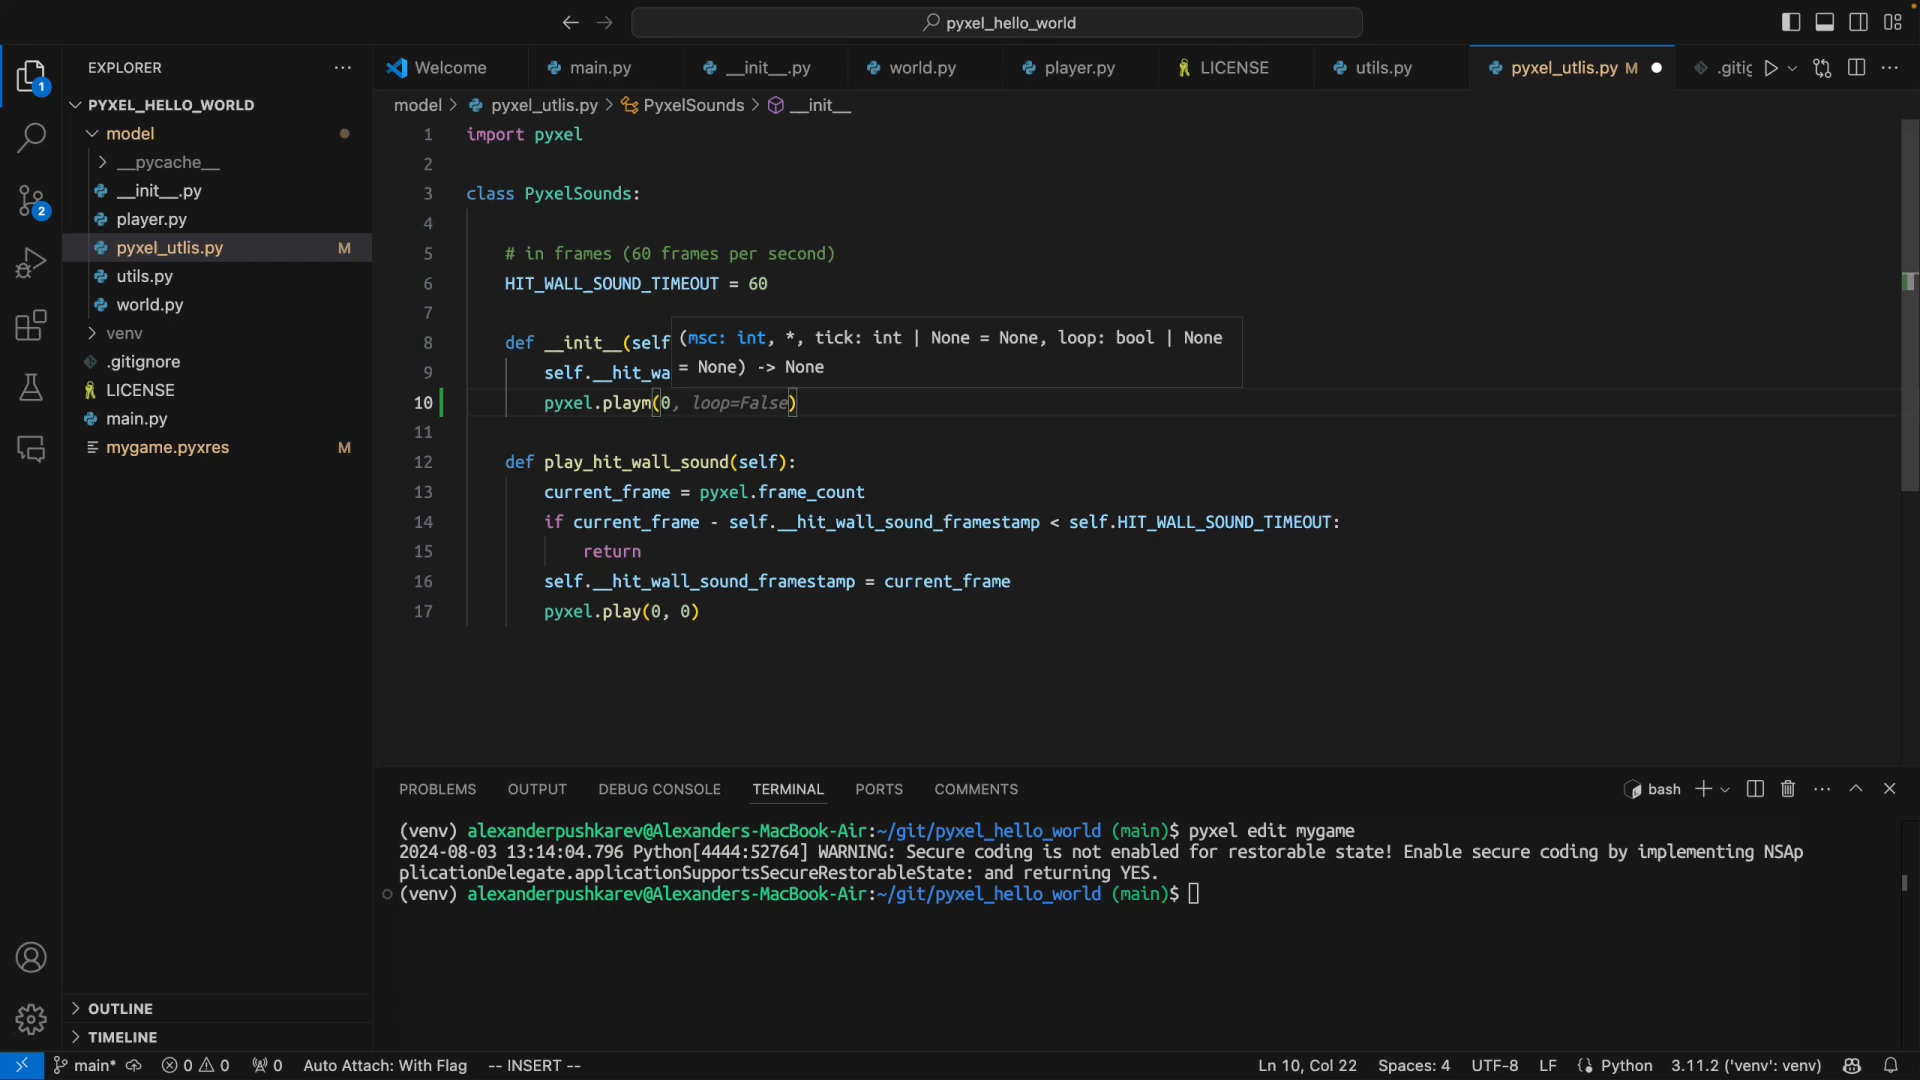 pyxel_hello_world
EXPLORER
PYXEL_HELLO_WORLD
model
__pycache__
__init__.py
player.py
pyxel_utlis.py M
utils.py
world.py
venv
.gitignore
LICENSE
main.py
mygame.pyxres M
OUTLINE
TIMELINE
1
2
Welcome main.py __init__.py world.py player.py LICENSE utils.py pyxel_utlis.py M .gitig
model > pyxel_utlis.py > PyxelSounds > __init__
1 import pyxel
2
3 class PyxelSounds:
4
5 # in frames (60 frames per second)
6 HIT_WALL_SOUND_TIMEOUT = 60
7
(msc: int, *, tick: int | None = None, loop: bool | None
= None) -> None
8 def __init__(self
9 self.__hit_wa
10 pyxel.playm(0, loop=False)
11
12 def play_hit_wall_sound(self):
13 current_frame = pyxel.frame_count
14 if current_frame - self.__hit_wall_sound_framestamp < self.HIT_WALL_SOUND_TIMEOUT:
15 return
16 self.__hit_wall_sound_framestamp = current_frame
17 pyxel.play(0, 0)
PROBLEMS OUTPUT DEBUG CONSOLE TERMINAL PORTS COMMENTS bash
(venv) alexanderpushkarev@Alexanders-MacBook-Air:~/git/pyxel_hello_world (main)$ pyxel edit mygame
2024-08-03 13:14:04.796 Python[4444:52764] WARNING: Secure coding is not enabled for restorable state! Enable secure coding by implementing NSAp
plicationDelegate.applicationSupportsSecureRestorableState: and returning YES.
(venv) alexanderpushkarev@Alexanders-MacBook-Air:~/git/pyxel_hello_world (main)$
main* 0 0 0 Auto Attach: With Flag -- INSERT -- Ln 10, Col 22 Spaces: 4 UTF-8 LF Python 3.11.2 ('venv': venv)